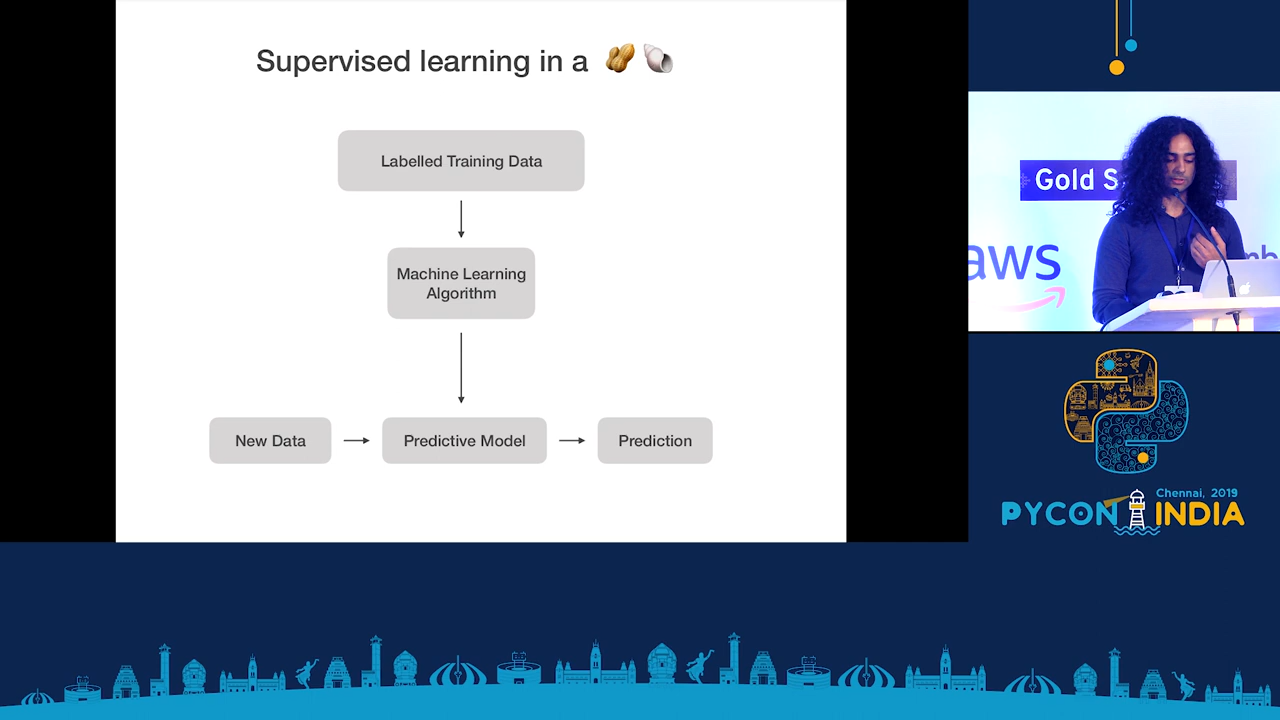 Supervised learning in a
Labelled Training Data
Machine Learning
Algorithm
New Data
Predictive Model
Prediction
Gold S
aws
Chennai, 2019
PYCON INDIA